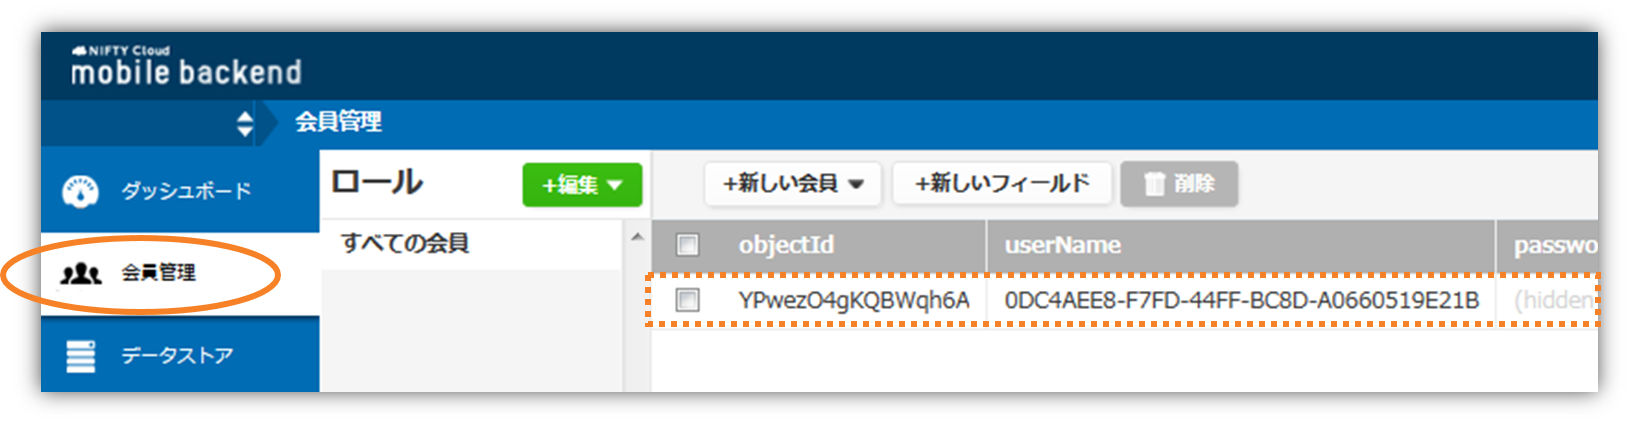 NIFTY Cloud
mobile backend
会員管理
ダッシュボード
会員管理
データストア
ロール
+編集
すべての会員
+新しい会員
+新しいフィールド
削除
objectId
userName
passwo
YPwezO4gKQBWqh6A
0DC4AEE8-F7FD-44FF-BC8D-A0660519E21B
(hidden